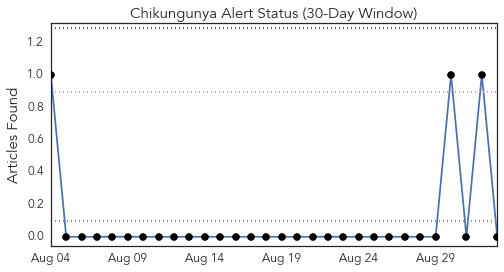 Chikungunya Alert Status (30-Day Window)
Articles Found
1.2
1.0
0.8
0.6
0.4
0.2
0.0
Aug 04 Aug 09 Aug 14 Aug 19 Aug 24 Aug 29